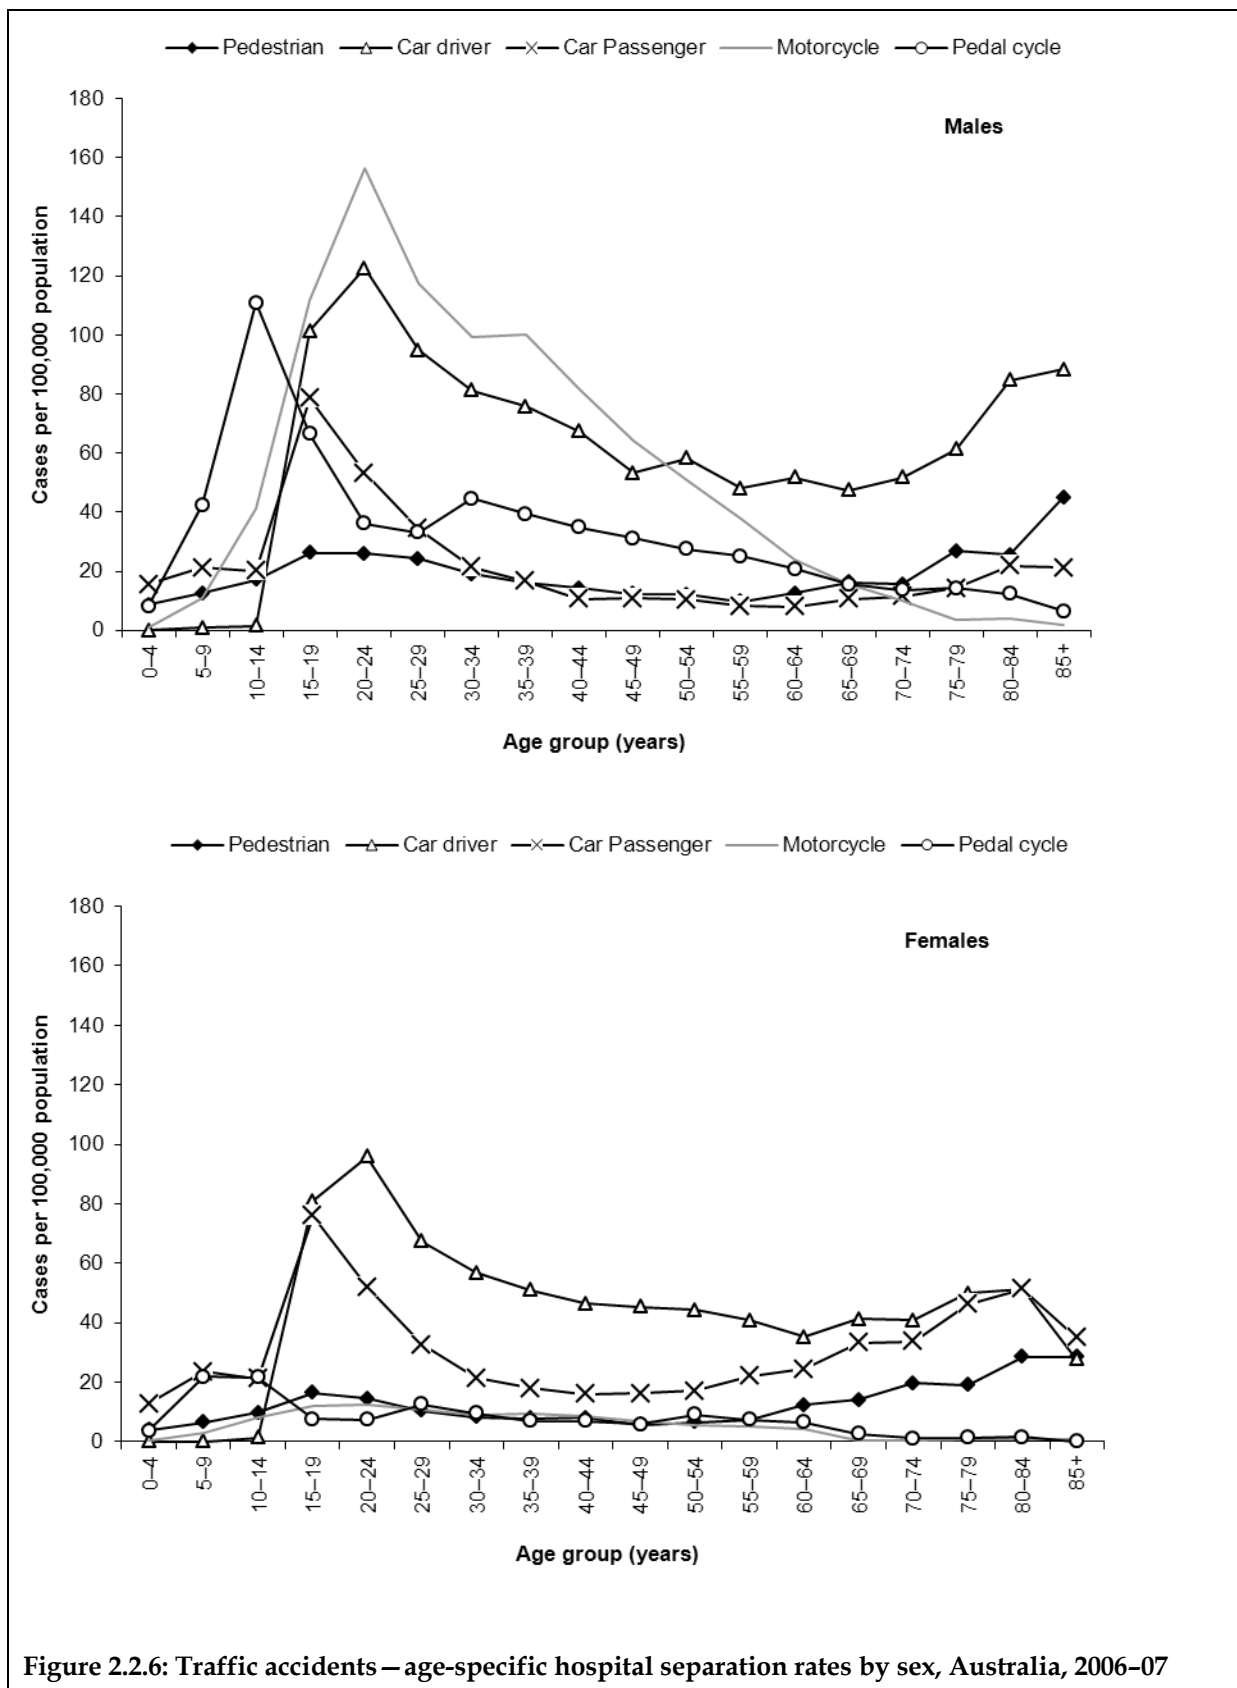 Pedestrian Car driver Car Passenger Motorcycle Pedal cycle
180
160
140
120
100
80
60
40
20
0
Cases per 100,000 population
Males
0–4 5–9 10–14 15–19 20–24 25–29 30–34 35–39 40–44 45–49 50–54 55–59 60–64 65–69 70–74 75–79 80–84 85+
Age group (years)
Pedestrian Car driver Car Passenger Motorcycle Pedal cycle
180
160
140
120
100
80
60
40
20
0
Cases per 100,000 population
Females
0–4 5–9 10–14 15–19 20–24 25–29 30–34 35–39 40–44 45–49 50–54 55–59 60–64 65–69 70–74 75–79 80–84 85+
Age group (years)
Figure 2.2.6: Traffic accidents—age-specific hospital separation rates by sex, Australia, 2006–07